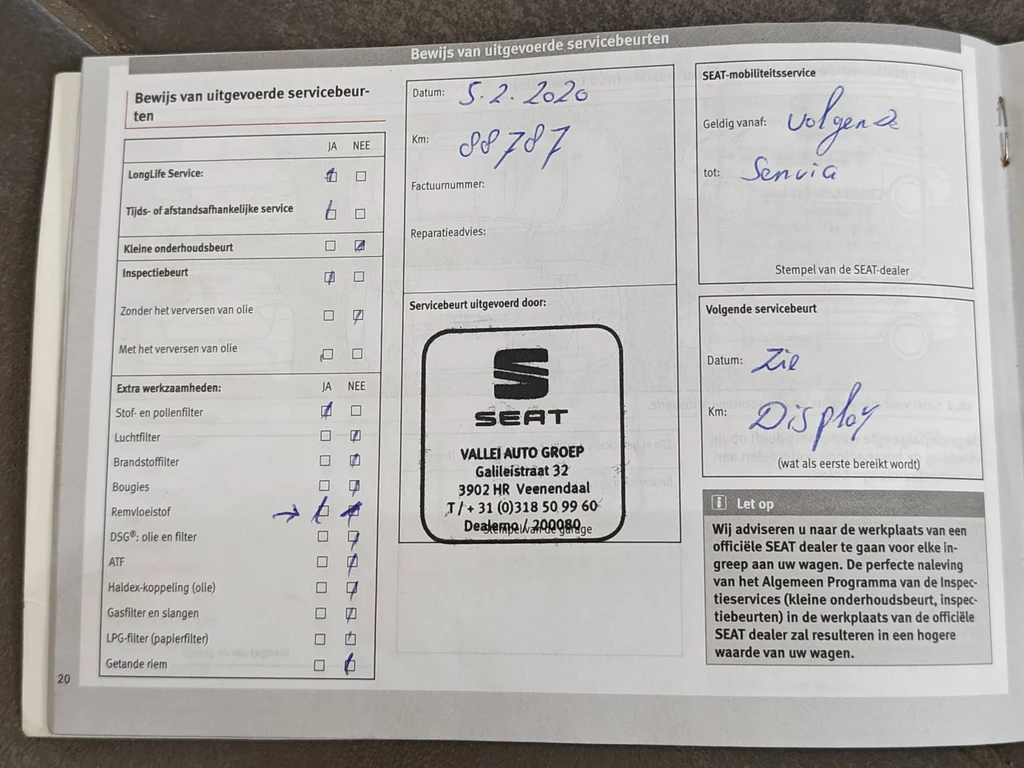 Bewijs van uitgevoerde servicebeurten
Bewijs van uitgevoerde servicebeur-
ten
JA NEE
LongLife Service:
Tijds- of afstandsafhankelijke service
Kleine onderhoudsbeurt
Inspectiebeurt
Zonder het verversen van olie
Met het verversen van olie
Extra werkzaamheden: JA NEE
Stof- en pollenfilter
Luchtfilter
Brandstoffilter
Bougies
Remvloeistof
DSG®: olie en filter
ATF
Haldex-koppeling (olie)
Gasfilter en slangen
LPG-filter (papierfilter)
Getande riem
20
Datum: 5.2.2020
Km: 88787
Factuurnummer:
Reparatieadvies:
Servicebeurt uitgevoerd door:
SEAT
VALLEI AUTO GROEP
Galileistraat 32
3902 HR Veenendaal
T/+ 31 (0)318 50 99 60
Dealerno / 200080
Stempel van de garage
SEAT-mobiliteitsservice
Geldig vanaf: Volgende
tot:
Stempel van de SEAT-dealer
Volgende servicebeurt
Datum: Zie
Km: Display
(wat als eerste bereikt wordt)
i Let op
Wij adviseren u naar de werkplaats van een
officiële SEAT dealer te gaan voor elke in-
greep aan uw wagen. De perfecte naleving
van het Algemeen Programma van de Inspec-
tieservices (kleine onderhoudsbeurt, inspec-
tiebeurten) in de werkplaats van de officiële
SEAT dealer zal resulteren in een hogere
waarde van uw wagen.